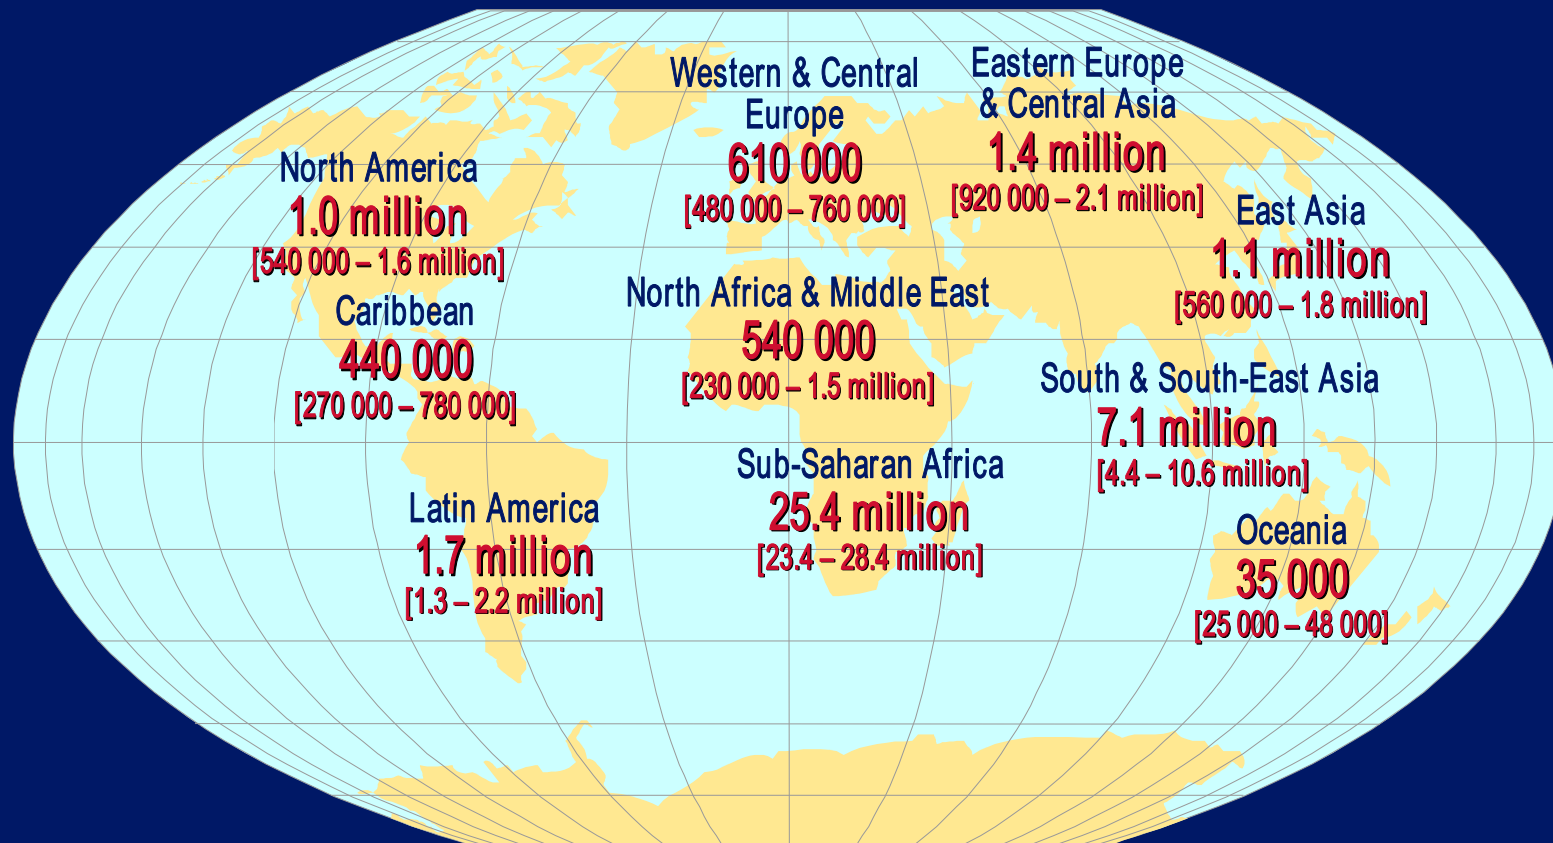 Western & Central
Europe
610 000
[480 000 – 760 000]
Eastern Europe
& Central Asia
1.4 million
[920 000 – 2.1 million]
North America
1.0 million
[540 000 – 1.6 million]
East Asia
1.1 million
[560 000 – 1.8 million]
Caribbean
440 000
[270 000 – 780 000]
North Africa & Middle East
540 000
[230 000 – 1.5 million]
South & South-East Asia
7.1 million
[4.4 – 10.6 million]
Sub-Saharan Africa
25.4 million
[23.4 – 28.4 million]
Latin America
1.7 million
[1.3 – 2.2 million]
Oceania
35 000
[25 000 – 48 000]